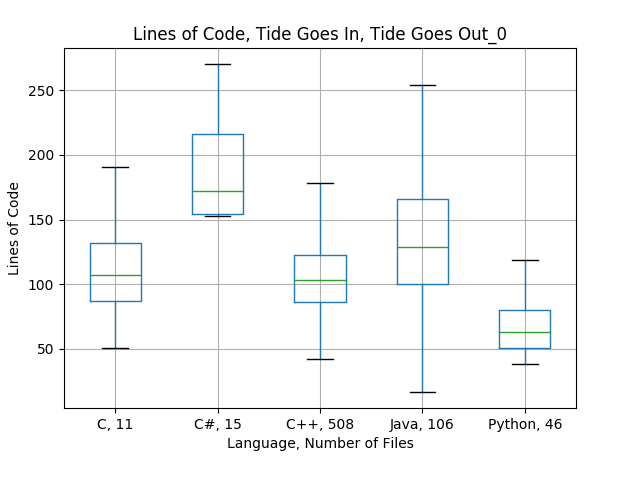 Lines of Code, Tide Goes In, Tide Goes Out_0
250
200
150
100
50
Lines of Code
C, 11
C#, 15
C++, 508
Java, 106
Python, 46
Language, Number of Files